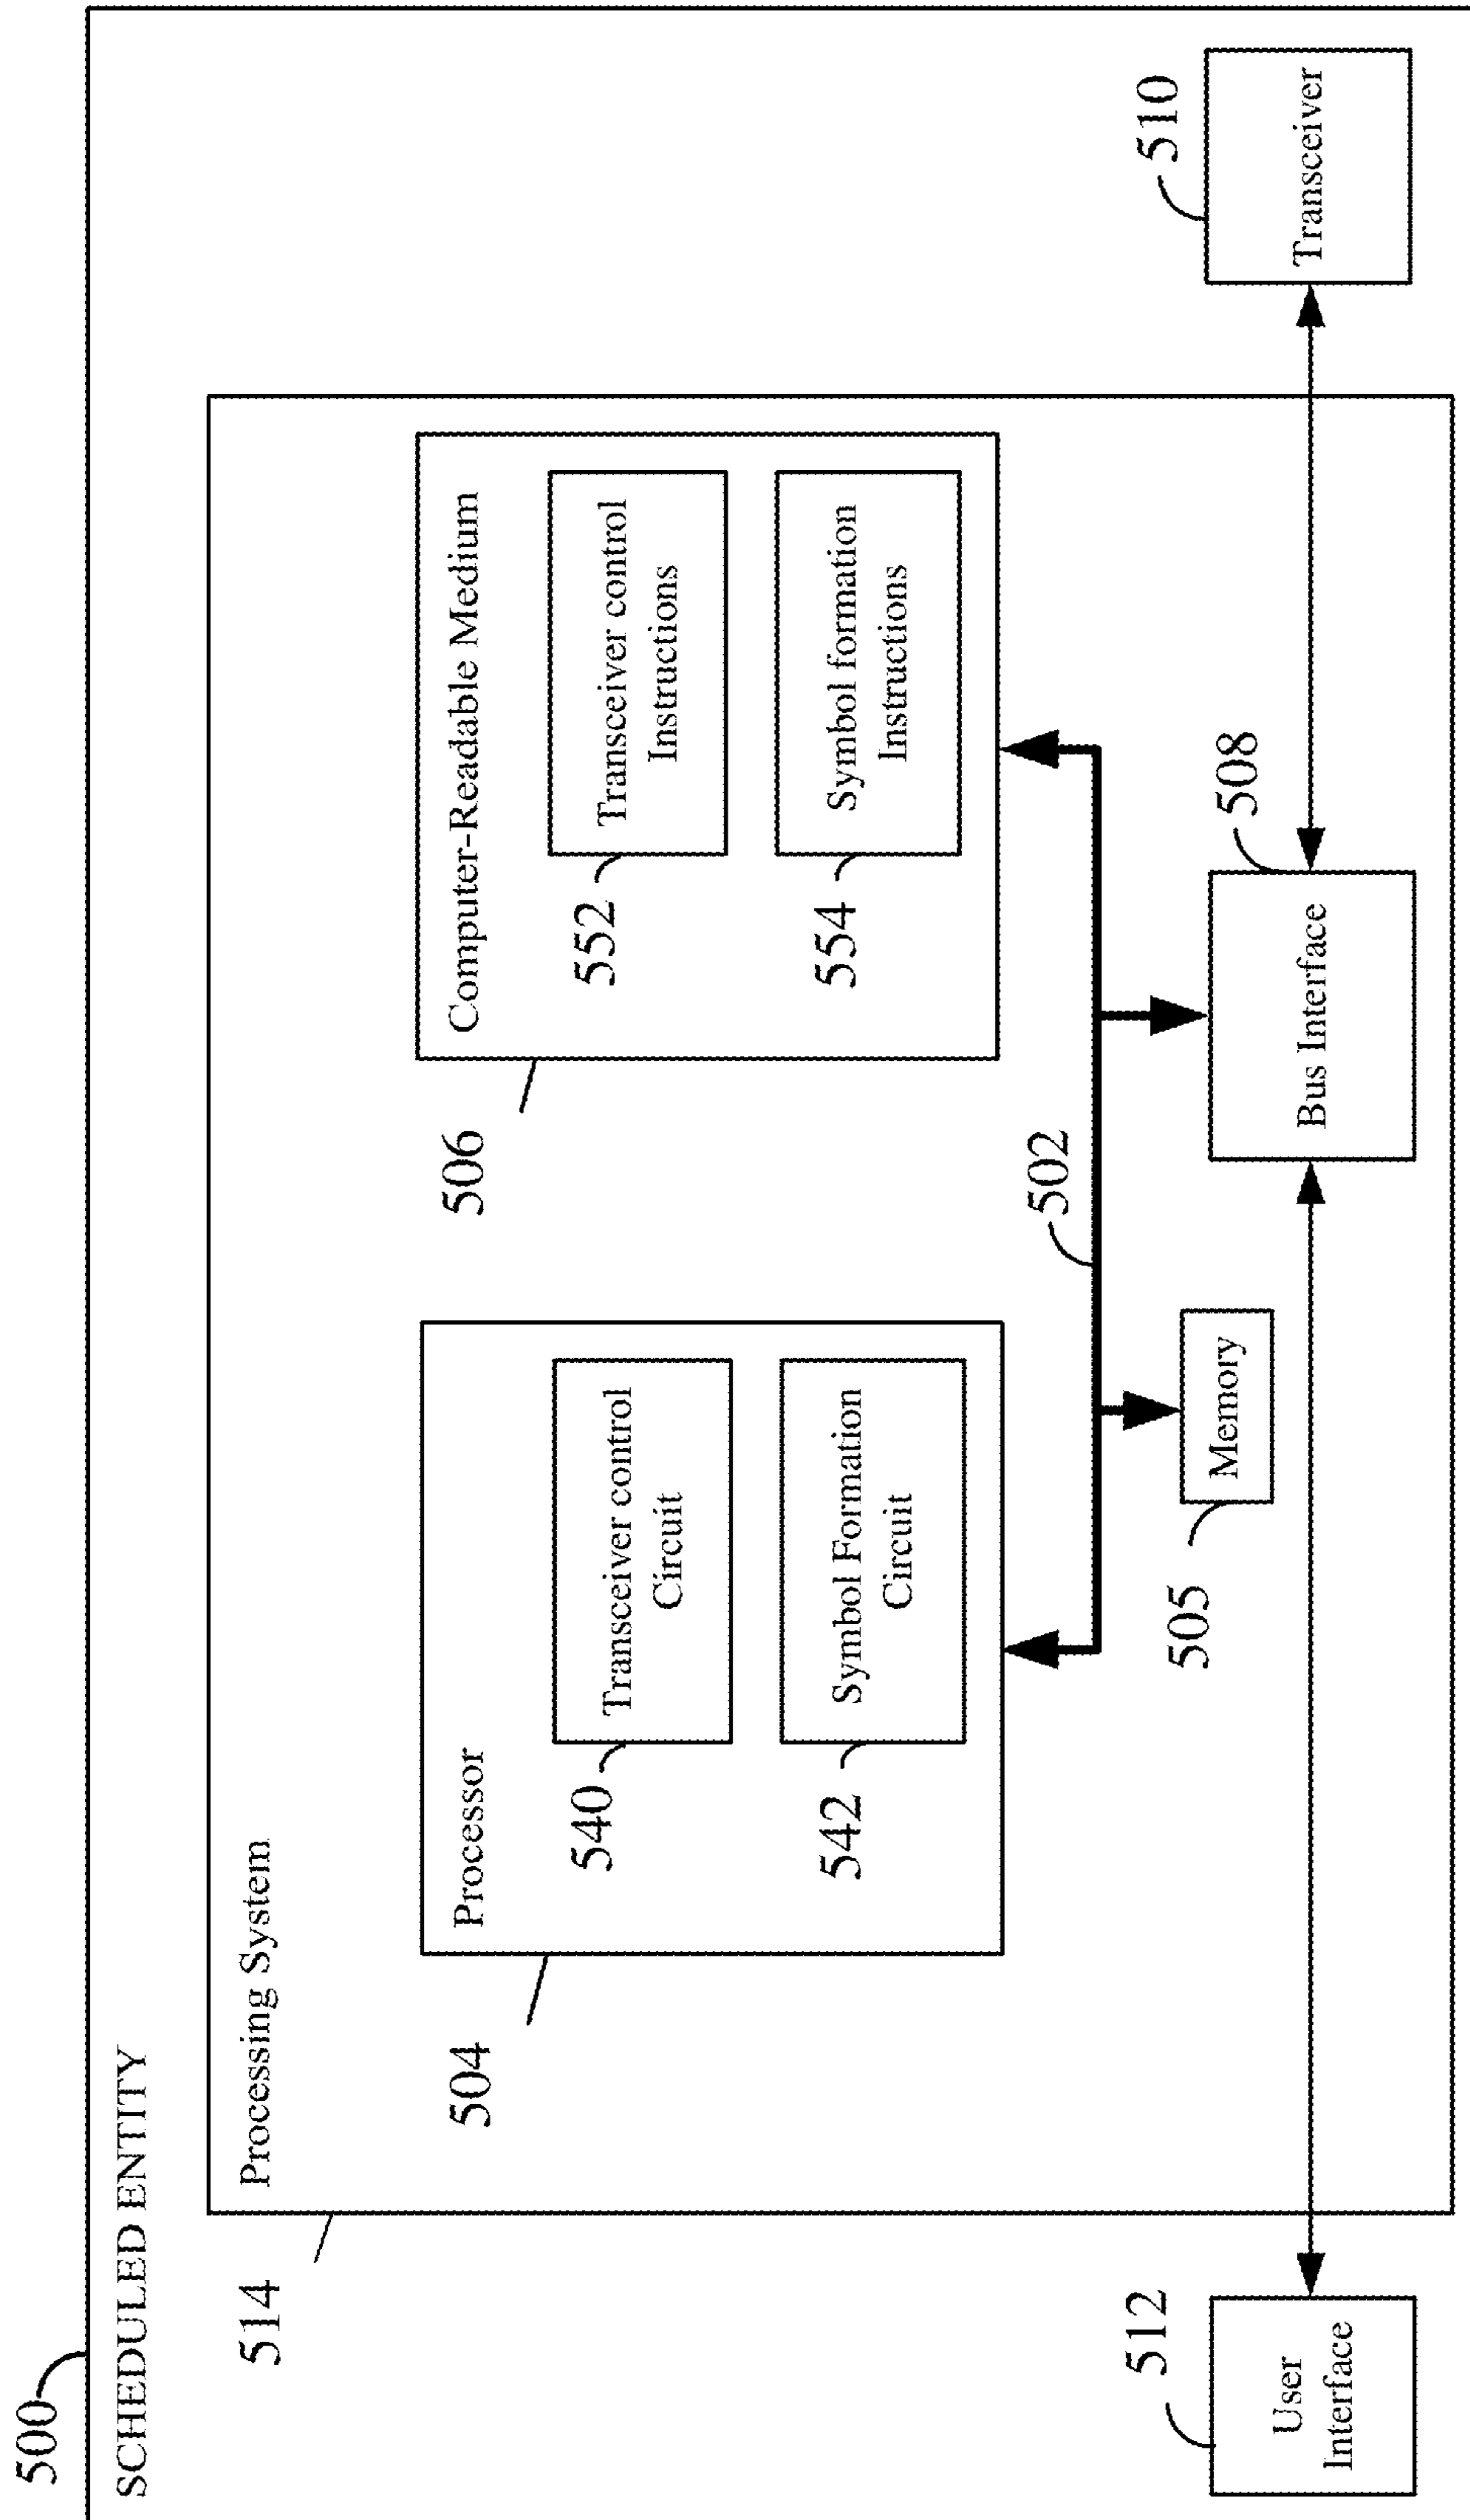 500
SCHEDULED ENTITY
514
Processing System
504
Processor
540
Transceiver control
Circuit
542
Symbol Formation
Circuit
506
Computer-Readable Medium
552
Transceiver control
Instructions
554
Symbol formation
Instructions
502
505
Memory
508
Bus Interface
512
User
Interface
510
Transceiver